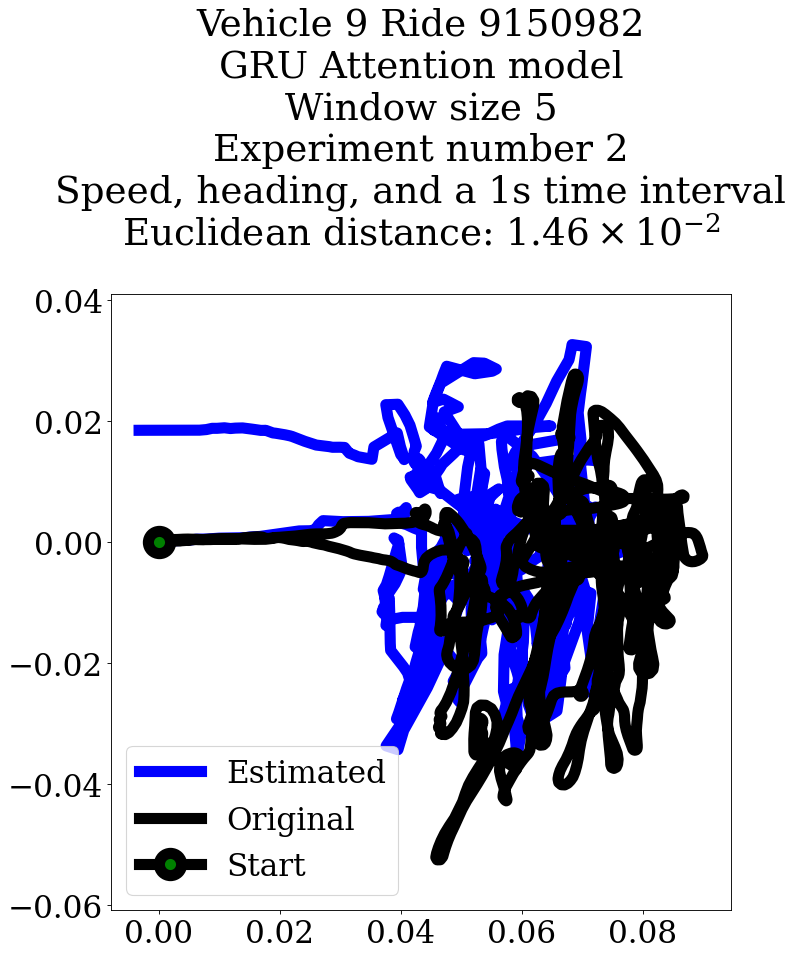 Vehicle 9 Ride 9150982
GRU Attention model
Window size 5
Experiment number 2
Speed, heading, and a 1s time interval
Euclidean distance: 1.46 × 10⁻²
0.04
0.02
0.00
−0.02
−0.04
−0.06
Estimated
Original
Start
0.00 0.02 0.04 0.06 0.08